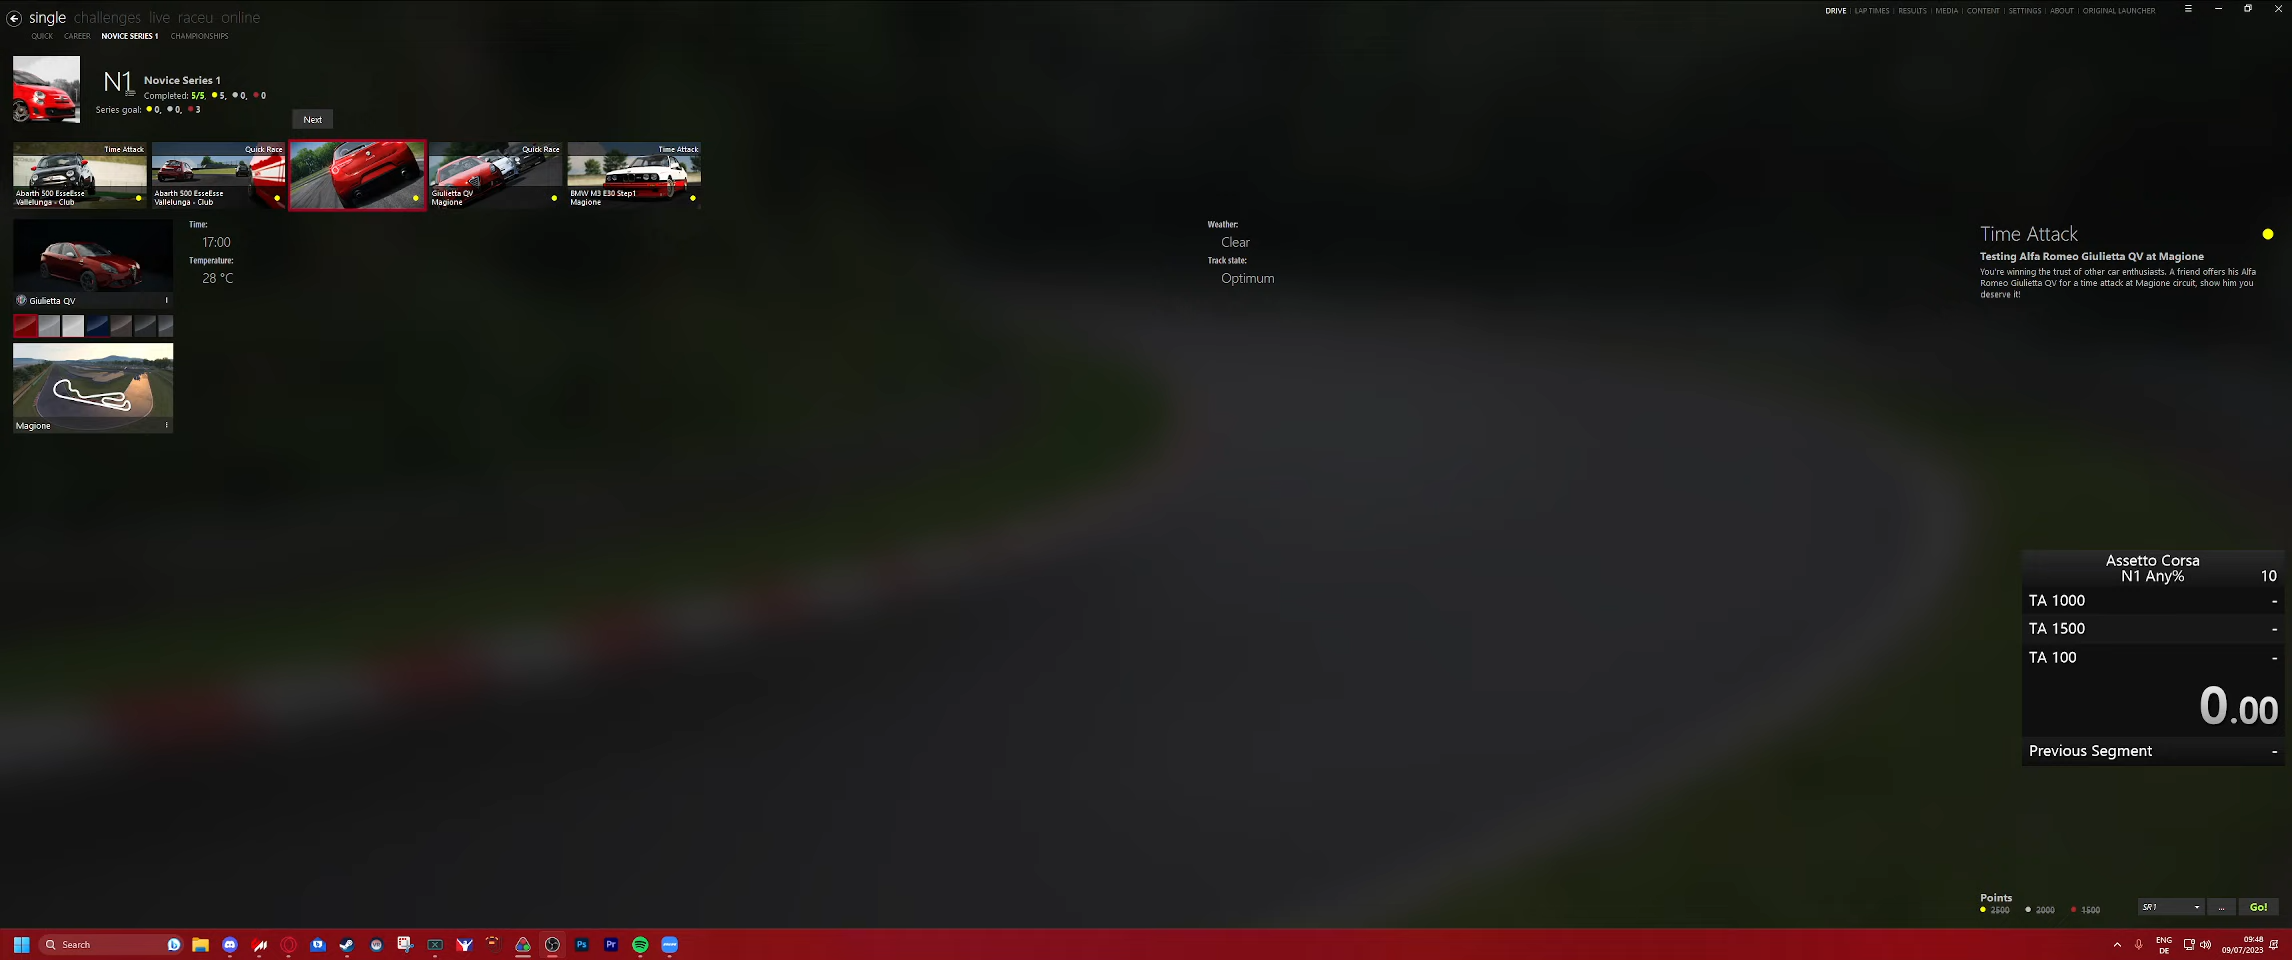 single challenges live raceu online
DRIVE | LAP TIMES | RESULTS | MEDIA | CONTENT | SETTINGS | ABOUT | ORIGINAL LAUNCHER
QUICK CAREER NOVICE SERIES 1 CHAMPIONSHIPS
N1
Novice Series 1
Completed: 5/5, 5, 0, 0
Series goal: 0, 0, 3
Next
Time Attack
Abarth 500 EsseEsse
Vallelunga - Club
Quick Race
Abarth 500 EsseEsse
Vallelunga - Club
Quick Race
Giulietta QV
Magione
Time Attack
BMW M3 E30 Step1
Magione
Giulietta QV
Magione
Time:
17:00
Temperature:
28 °C
Weather:
Clear
Track state:
Optimum
Time Attack
Testing Alfa Romeo Giulietta QV at Magione
You're winning the trust of other car enthusiasts. A friend offers his Alfa
Romeo Giulietta QV for a time attack at Magione circuit, show him you
deserve it!
Assetto Corsa
N1 Any% 10
TA 1000 -
TA 1500 -
TA 100 -
0.00
Previous Segment -
Points
2500 2000 1500
SR1
...
Go!
Search
Ps
Pr
ENG
DE
09:48
09/07/2023